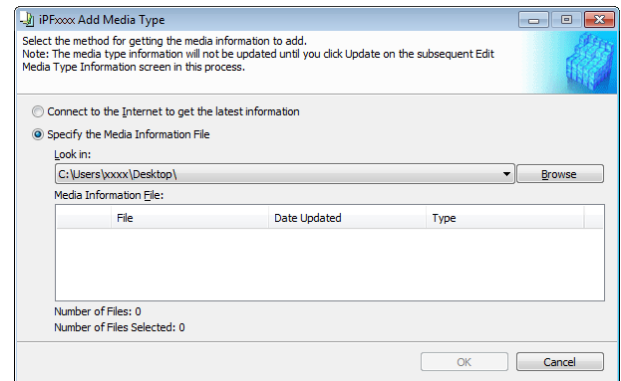 iPFxxxx Add Media Type
Select the method for getting the media information to add.
Note: The media type information will not be updated until you click Update on the subsequent Edit
Media Type Information screen in this process.
Connect to the Internet to get the latest information
Specify the Media Information File
Look in:
C:\Users\xxxx\Desktop\
Browse
Media Information File:
File Date Updated Type
Number of Files: 0
Number of Files Selected: 0
OK Cancel